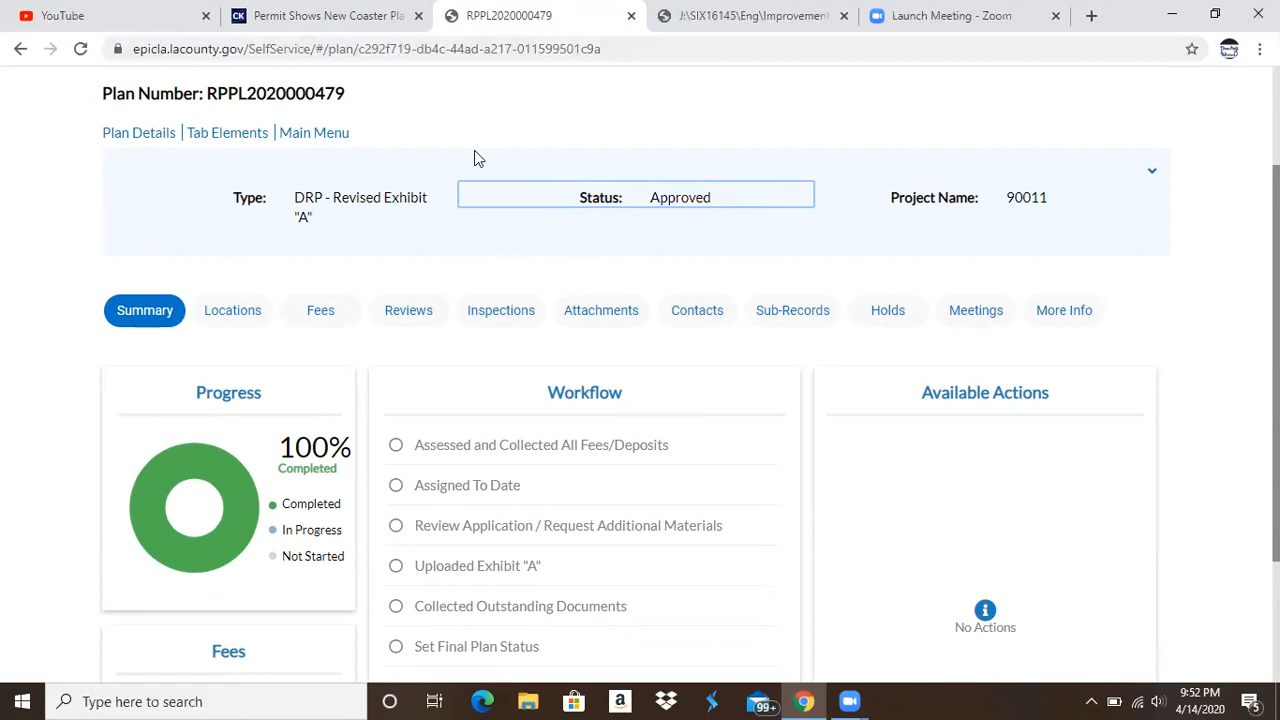 YouTube
CK Permit Shows New Coaster Plan
RPPL2020000479
J:\SIX16145\Eng\Improvement
Launch Meeting - Zoom
epicla.lacounty.gov/SelfService/#/plan/c292f719-db4c-44ad-a217-011599501c9a
Plan Number: RPPL2020000479
Plan Details | Tab Elements | Main Menu
Type: DRP - Revised Exhibit "A"
Status: Approved
Project Name: 90011
Summary Locations Fees Reviews Inspections Attachments Contacts Sub-Records Holds Meetings More Info
Progress
100%
Completed
Completed
In Progress
Not Started
Fees
Workflow
Assessed and Collected All Fees/Deposits
Assigned To Date
Review Application / Request Additional Materials
Uploaded Exhibit "A"
Collected Outstanding Documents
Set Final Plan Status
Available Actions
No Actions
Type here to search
99+
9:52 PM
4/14/2020
5